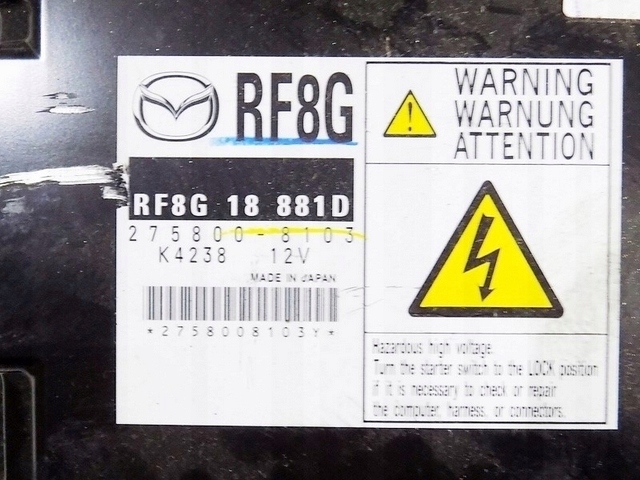 RF8G
RF8G 18 881D
275800-8103
K4238 12V
MADE IN JAPAN
*2758008103Y*
WARNING
WARNUNG
ATTENTION
Hazardous high voltage.
Turn the starter switch to the LOCK position
if it is necessary to check or repair
the computer, harness, or connectors.